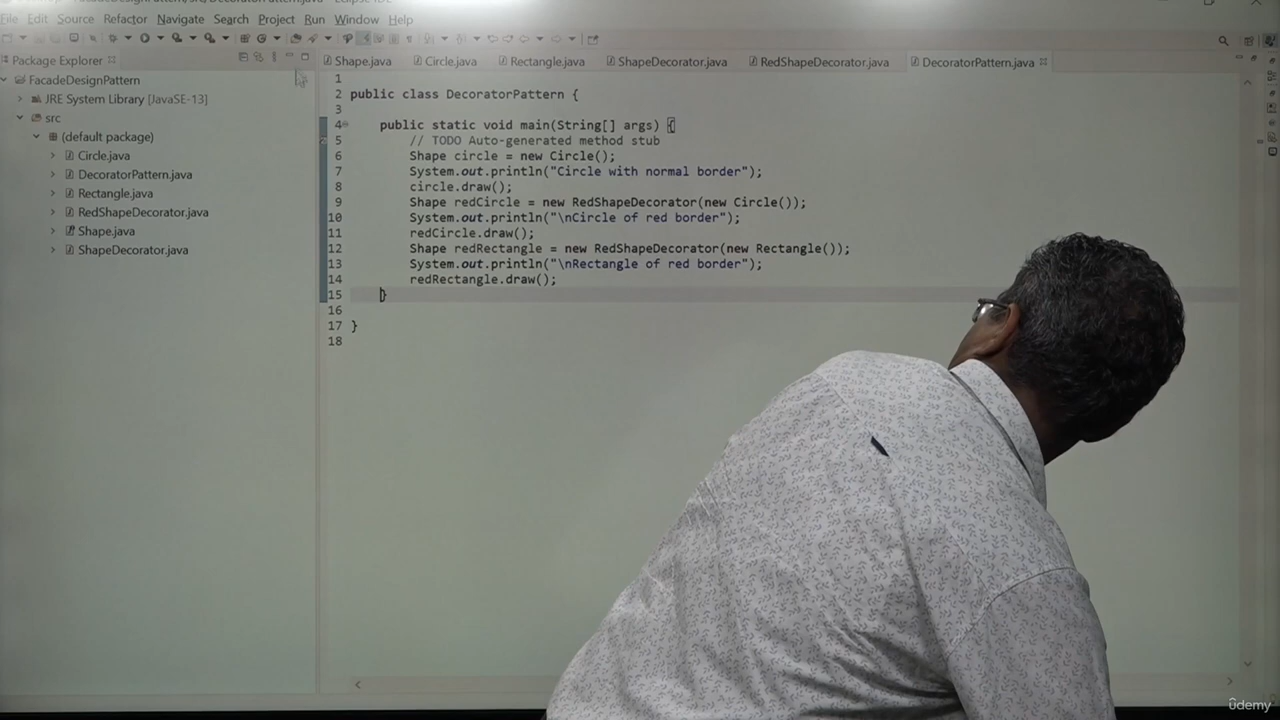 File Edit Source Refactor Navigate Search Project Run Window Help
Package Explorer
FacadeDesignPattern
JRE System Library [JavaSE-13]
src
(default package)
Circle.java
DecoratorPattern.java
Rectangle.java
RedShapeDecorator.java
Shape.java
ShapeDecorator.java
Shape.java Circle.java Rectangle.java ShapeDecorator.java RedShapeDecorator.java DecoratorPattern.java
1
2 public class DecoratorPattern {
3
4 public static void main(String[] args) {
5 // TODO Auto-generated method stub
6 Shape circle = new Circle();
7 System.out.println("Circle with normal border");
8 circle.draw();
9 Shape redCircle = new RedShapeDecorator(new Circle());
10 System.out.println("\nCircle of red border");
11 redCircle.draw();
12 Shape redRectangle = new RedShapeDecorator(new Rectangle());
13 System.out.println("\nRectangle of red border");
14 redRectangle.draw();
15 }
16
17 }
18
ûdemy